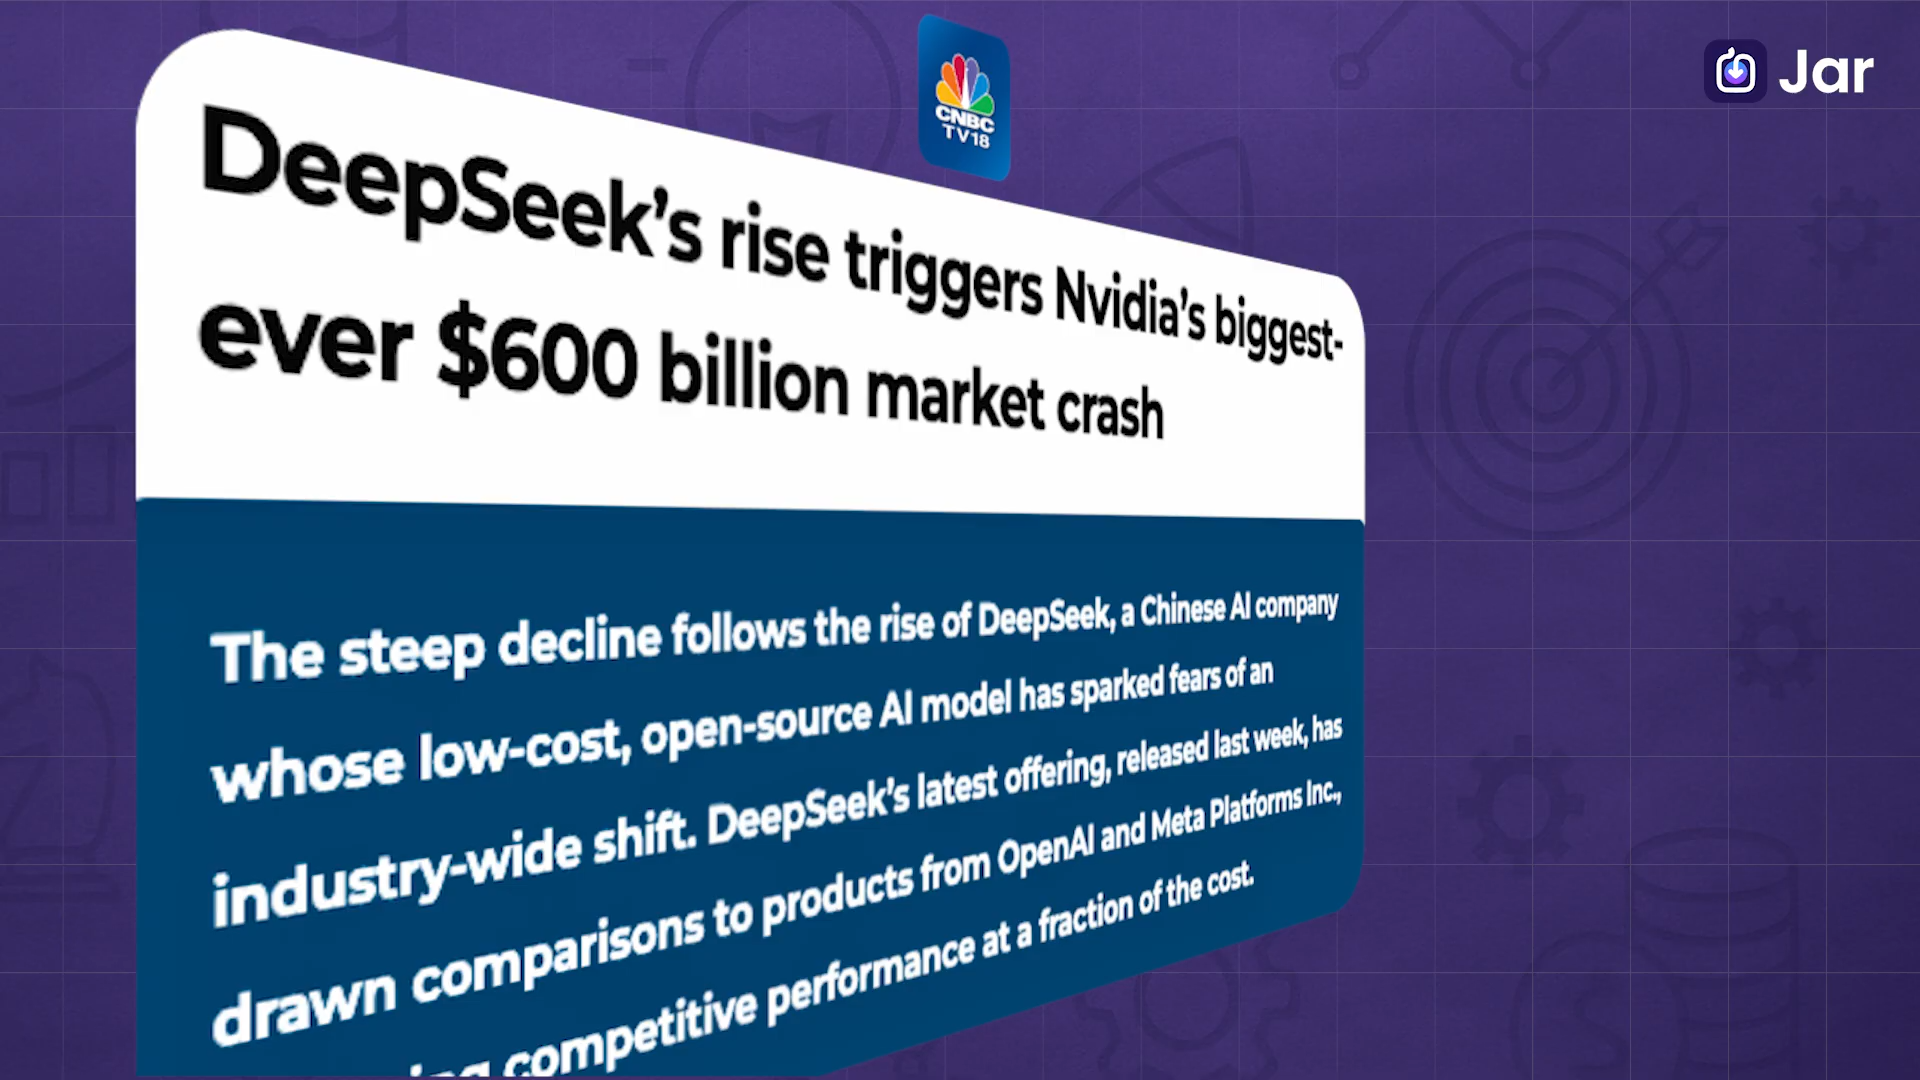 CNBC
TV18
Jar
DeepSeek’s rise triggers Nvidia’s biggest-
ever $600 billion market crash
The steep decline follows the rise of DeepSeek, a Chinese AI company
whose low-cost, open-source AI model has sparked fears of an
industry-wide shift. DeepSeek’s latest offering, released last week, has
drawn comparisons to products from OpenAI and Meta Platforms Inc.,
competitive performance at a fraction of the cost.